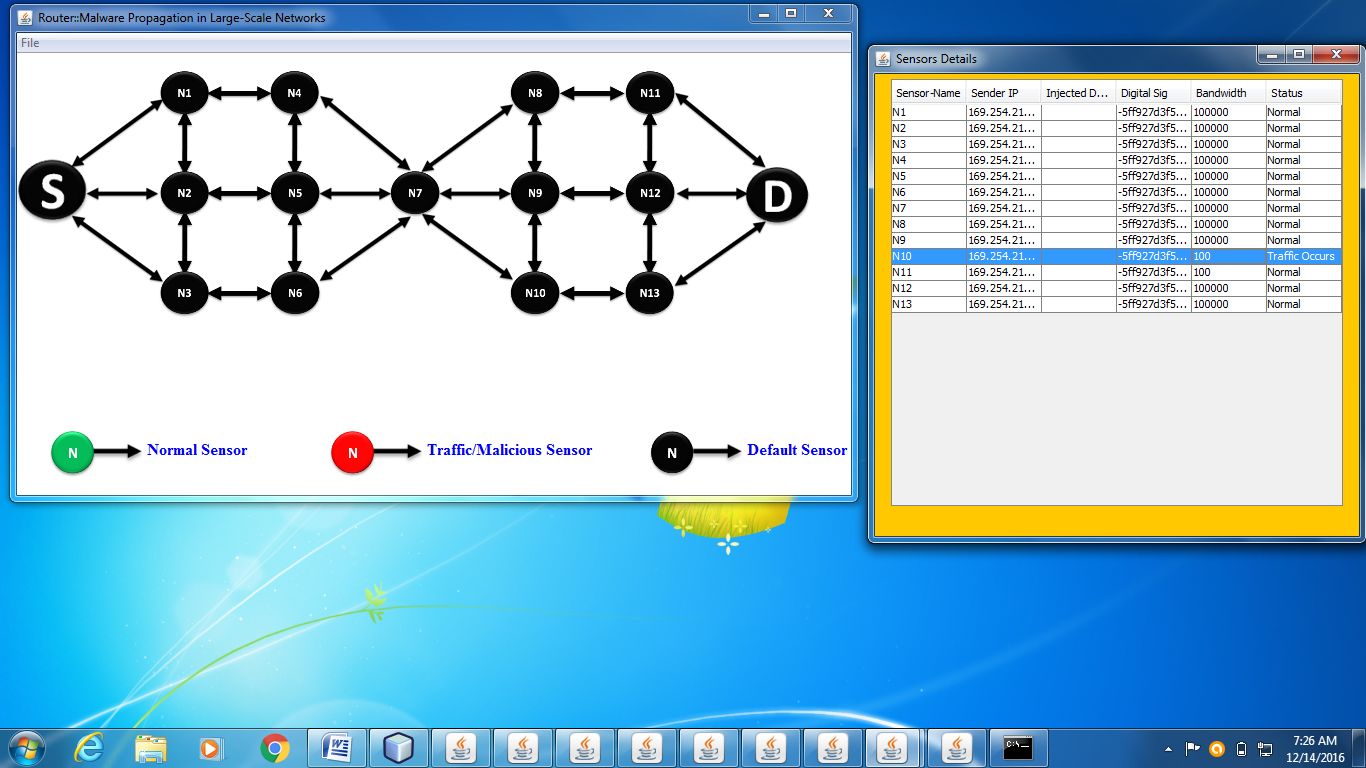 Router::Malware Propagation in Large-Scale Networks
File
N1 N4 N8 N11
S N2 N5 N7 N9 N12 D
N3 N6 N10 N13
N Normal Sensor N Traffic/Malicious Sensor N Default Sensor
Sensors Details
Sensor-Name Sender IP Injected D... Digital Sig Bandwidth Status
N1 169.254.21... -5ff927d3f5... 100000 Normal
N2 169.254.21... -5ff927d3f5... 100000 Normal
N3 169.254.21... -5ff927d3f5... 100000 Normal
N4 169.254.21... -5ff927d3f5... 100000 Normal
N5 169.254.21... -5ff927d3f5... 100000 Normal
N6 169.254.21... -5ff927d3f5... 100000 Normal
N7 169.254.21... -5ff927d3f5... 100000 Normal
N8 169.254.21... -5ff927d3f5... 100000 Normal
N9 169.254.21... -5ff927d3f5... 100000 Normal
N10 169.254.21... -5ff927d3f5... 100 Traffic Occurs
N11 169.254.21... -5ff927d3f5... 100 Normal
N12 169.254.21... -5ff927d3f5... 100000 Normal
N13 169.254.21... -5ff927d3f5... 100000 Normal
7:26 AM
12/14/2016